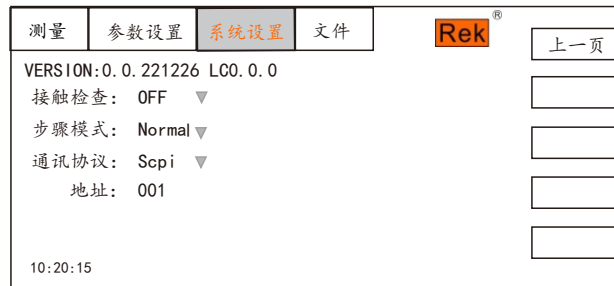 测量 参数设置 系统设置 文件 Rek® 上一页
VERSION:0.0.221226 LC0.0.0
接触检查: OFF
步骤模式: Normal
通讯协议: Scpi
地址: 001
10:20:15